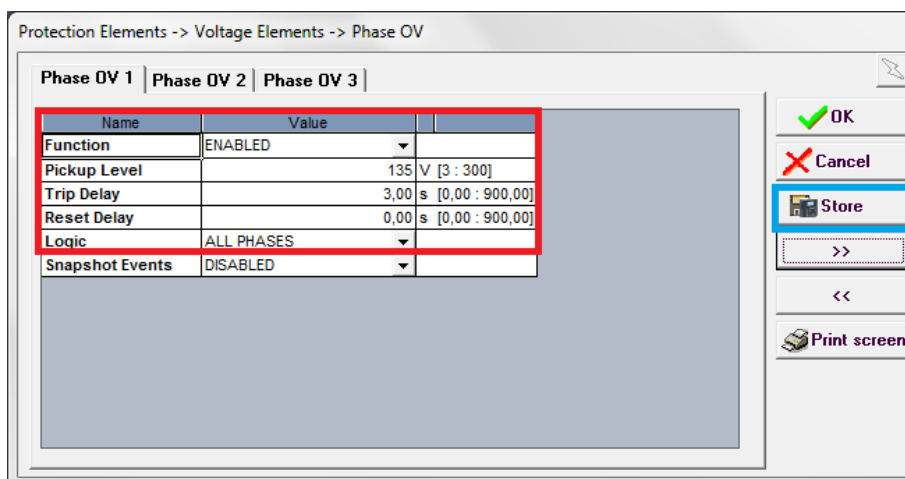 Protection Elements -> Voltage Elements -> Phase OV
Phase OV 1 Phase OV 2 Phase OV 3
Name Value
Function ENABLED
Pickup Level 135 V [3 : 300]
Trip Delay 3,00 s [0,00 : 900,00]
Reset Delay 0,00 s [0,00 : 900,00]
Logic ALL PHASES
Snapshot Events DISABLED
OK
Cancel
Store
>>
<<
Print screen